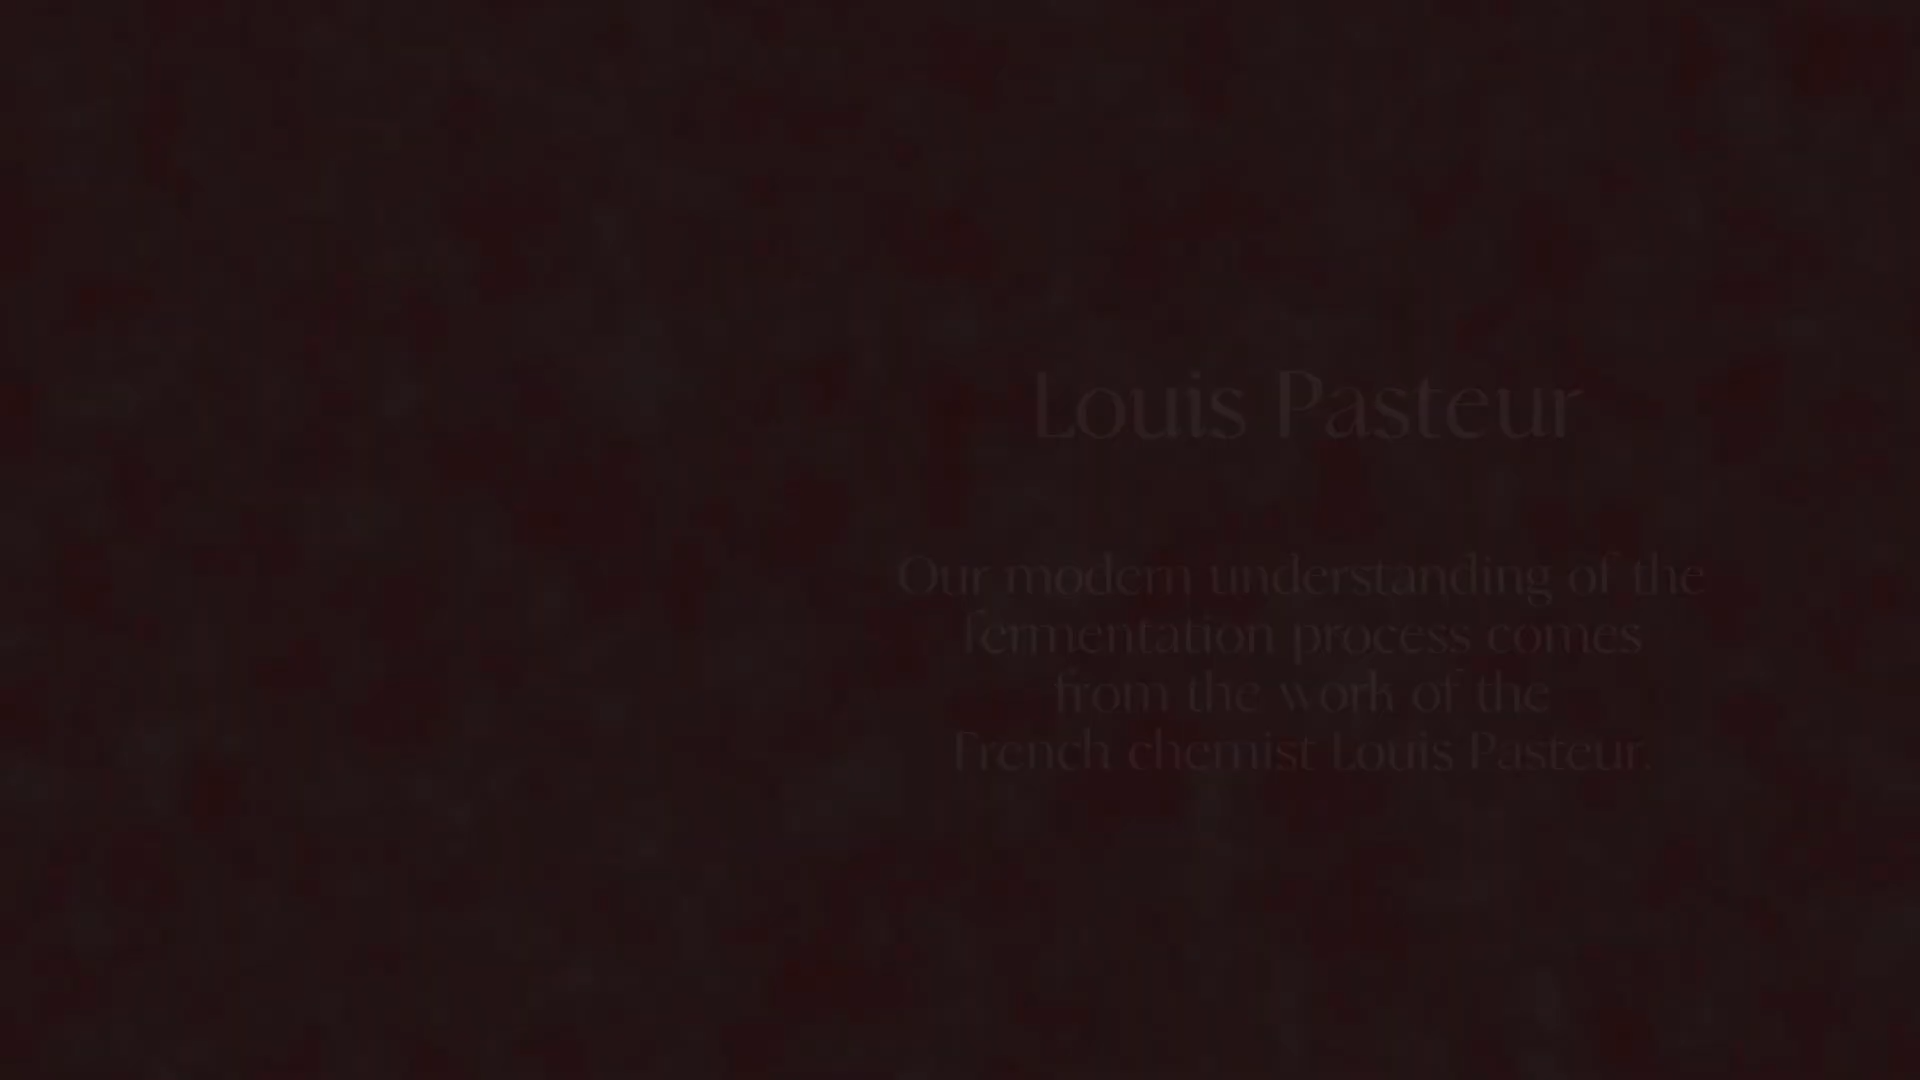 Louis Pasteur
Our modern understanding of the
fermentation process comes
from the work of the
French chemist Louis Pasteur.